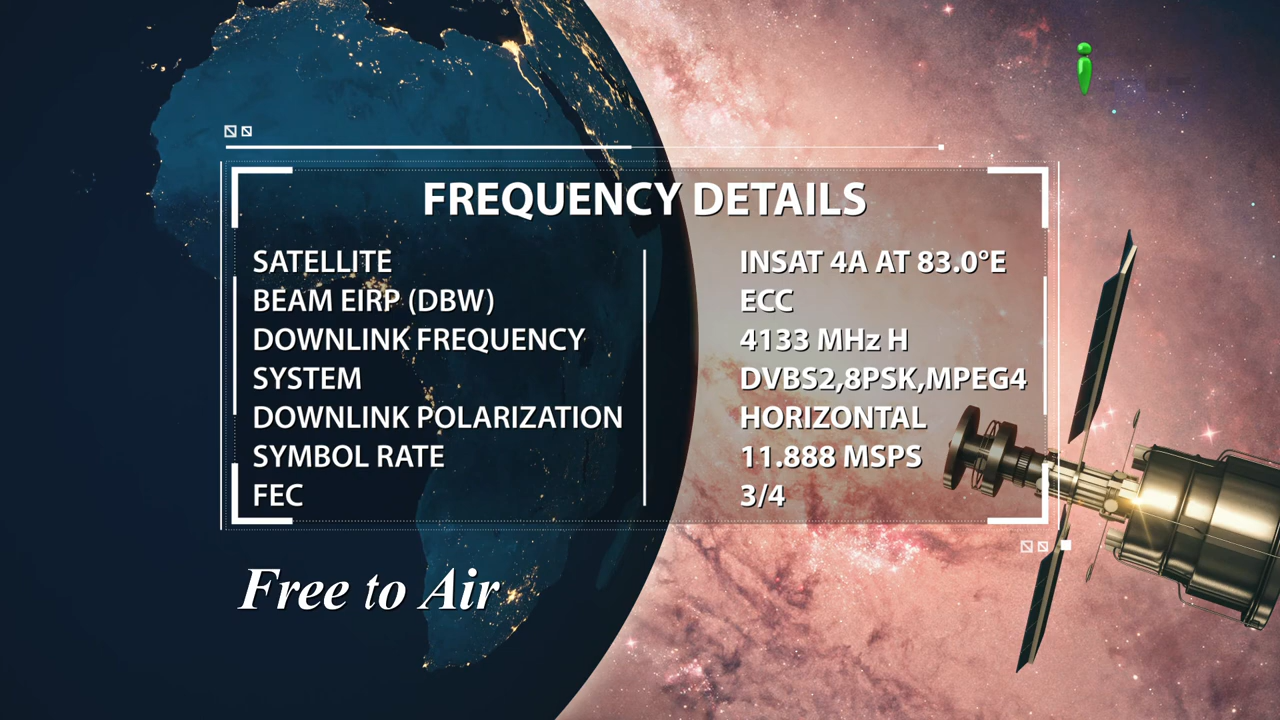 FREQUENCY DETAILS
SATELLITE INSAT 4A AT 83.0°E
BEAM EIRP (DBW) ECC
DOWNLINK FREQUENCY 4133 MHz H
SYSTEM DVBS2,8PSK,MPEG4
DOWNLINK POLARIZATION HORIZONTAL
SYMBOL RATE 11.888 MSPS
FEC 3/4
Free to Air